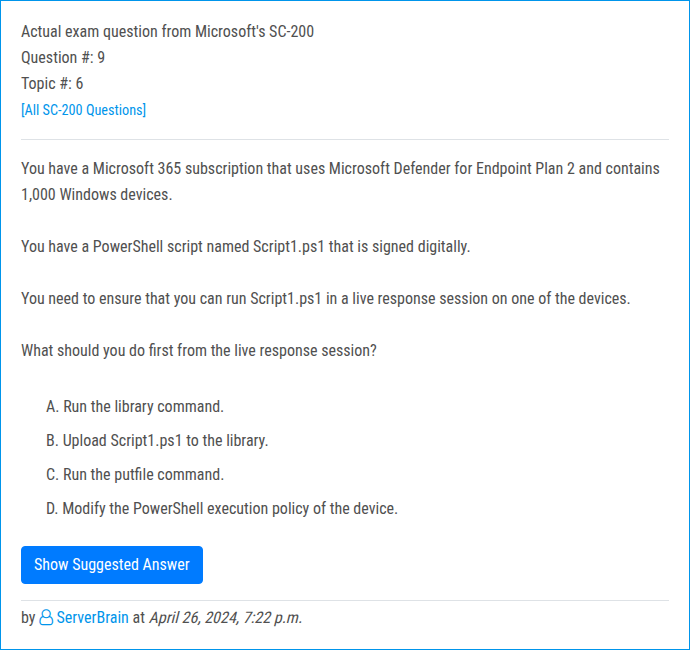 Actual exam question from Microsoft's SC-200
Question #: 9
Topic #: 6
[All SC-200 Questions]
You have a Microsoft 365 subscription that uses Microsoft Defender for Endpoint Plan 2 and contains
1,000 Windows devices.
You have a PowerShell script named Script1.ps1 that is signed digitally.
You need to ensure that you can run Script1.ps1 in a live response session on one of the devices.
What should you do first from the live response session?
A. Run the library command.
B. Upload Script1.ps1 to the library.
C. Run the putfile command.
D. Modify the PowerShell execution policy of the device.
Show Suggested Answer
by ServerBrain at April 26, 2024, 7:22 p.m.